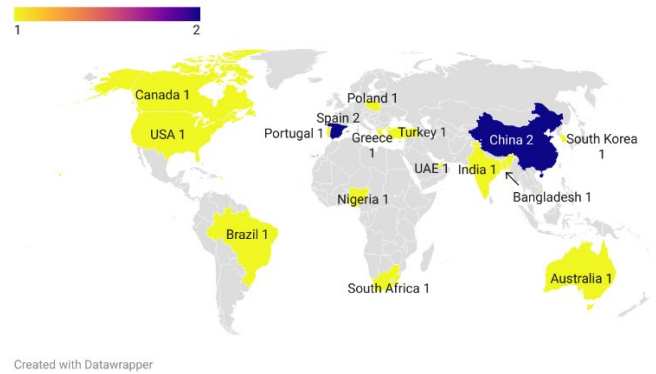 1 2
Canada 1
USA 1
Poland 1
Spain 2
Portugal 1
Greece
1
Turkey 1
China 2
South Korea
1
UAE 1
India 1
Bangladesh 1
Nigeria 1
Brazil 1
South Africa 1
Australia 1
Created with Datawrapper